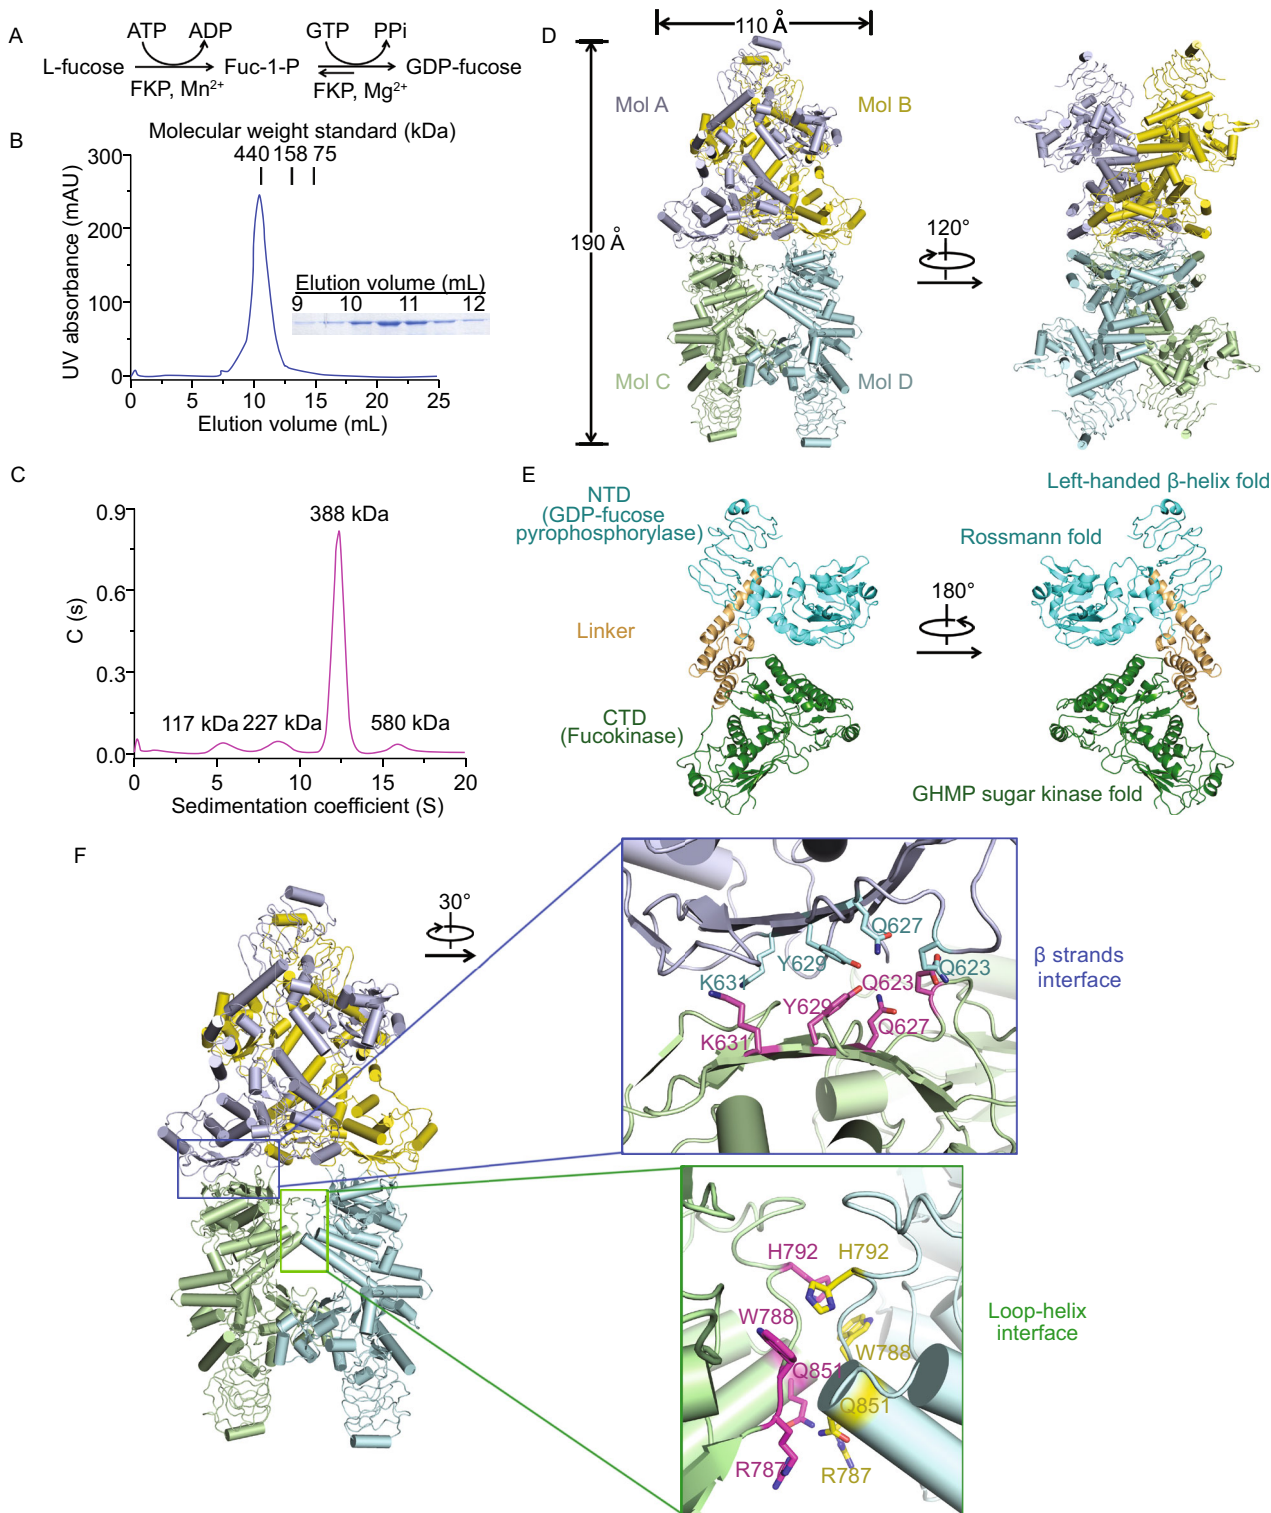 A
ATP ADP GTP PPi
L-fucose Fuc-1-P GDP-fucose
FKP, Mn²⁺ FKP, Mg²⁺
B
Molecular weight standard (kDa)
440 158 75
300
200
100
0
UV absorbance (mAU)
Elution volume (mL)
9 10 11 12
0 5 10 15 20 25
Elution volume (mL)
C
0.9
0.6
0.3
0.0
C (s)
388 kDa
117 kDa 227 kDa 580 kDa
0 5 10 15 20
Sedimentation coefficient (S)
D
110 Å
190 Å
Mol A Mol B
Mol C Mol D
120°
E
NTD
(GDP-fucose
pyrophosphorylase)
Linker
CTD
(Fucokinase)
180°
Left-handed β-helix fold
Rossmann fold
GHMP sugar kinase fold
F
30°
Q627
Y629 Q623
K631 Q623
Y629
Q627
K631
β strands
interface
H792 H792
W788
W788
Q851
Q851
R787 R787
Loop-helix
interface